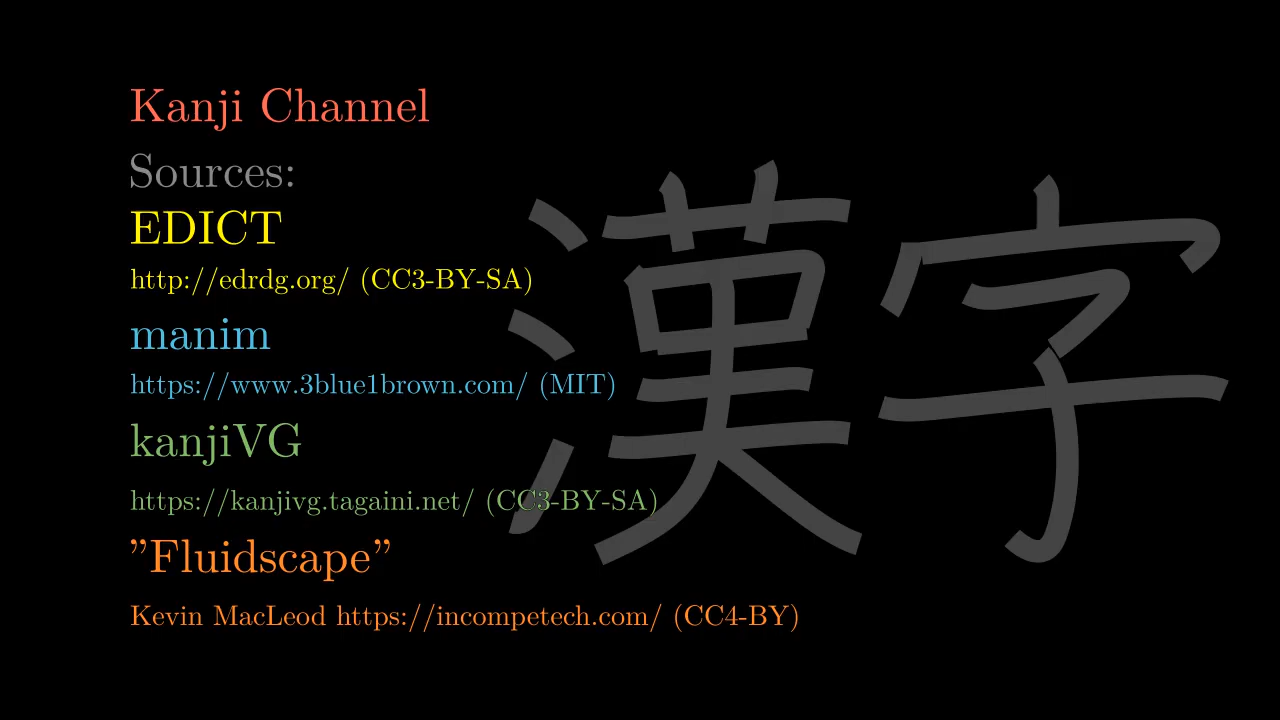 Kanji Channel
Sources:
EDICT
http://edrdg.org/ (CC3-BY-SA)
manim
https://www.3blue1brown.com/ (MIT)
kanjiVG
https://kanjivg.tagaini.net/ (CC3-BY-SA)
”Fluidscape”
Kevin MacLeod https://incompetech.com/ (CC4-BY)
漢字